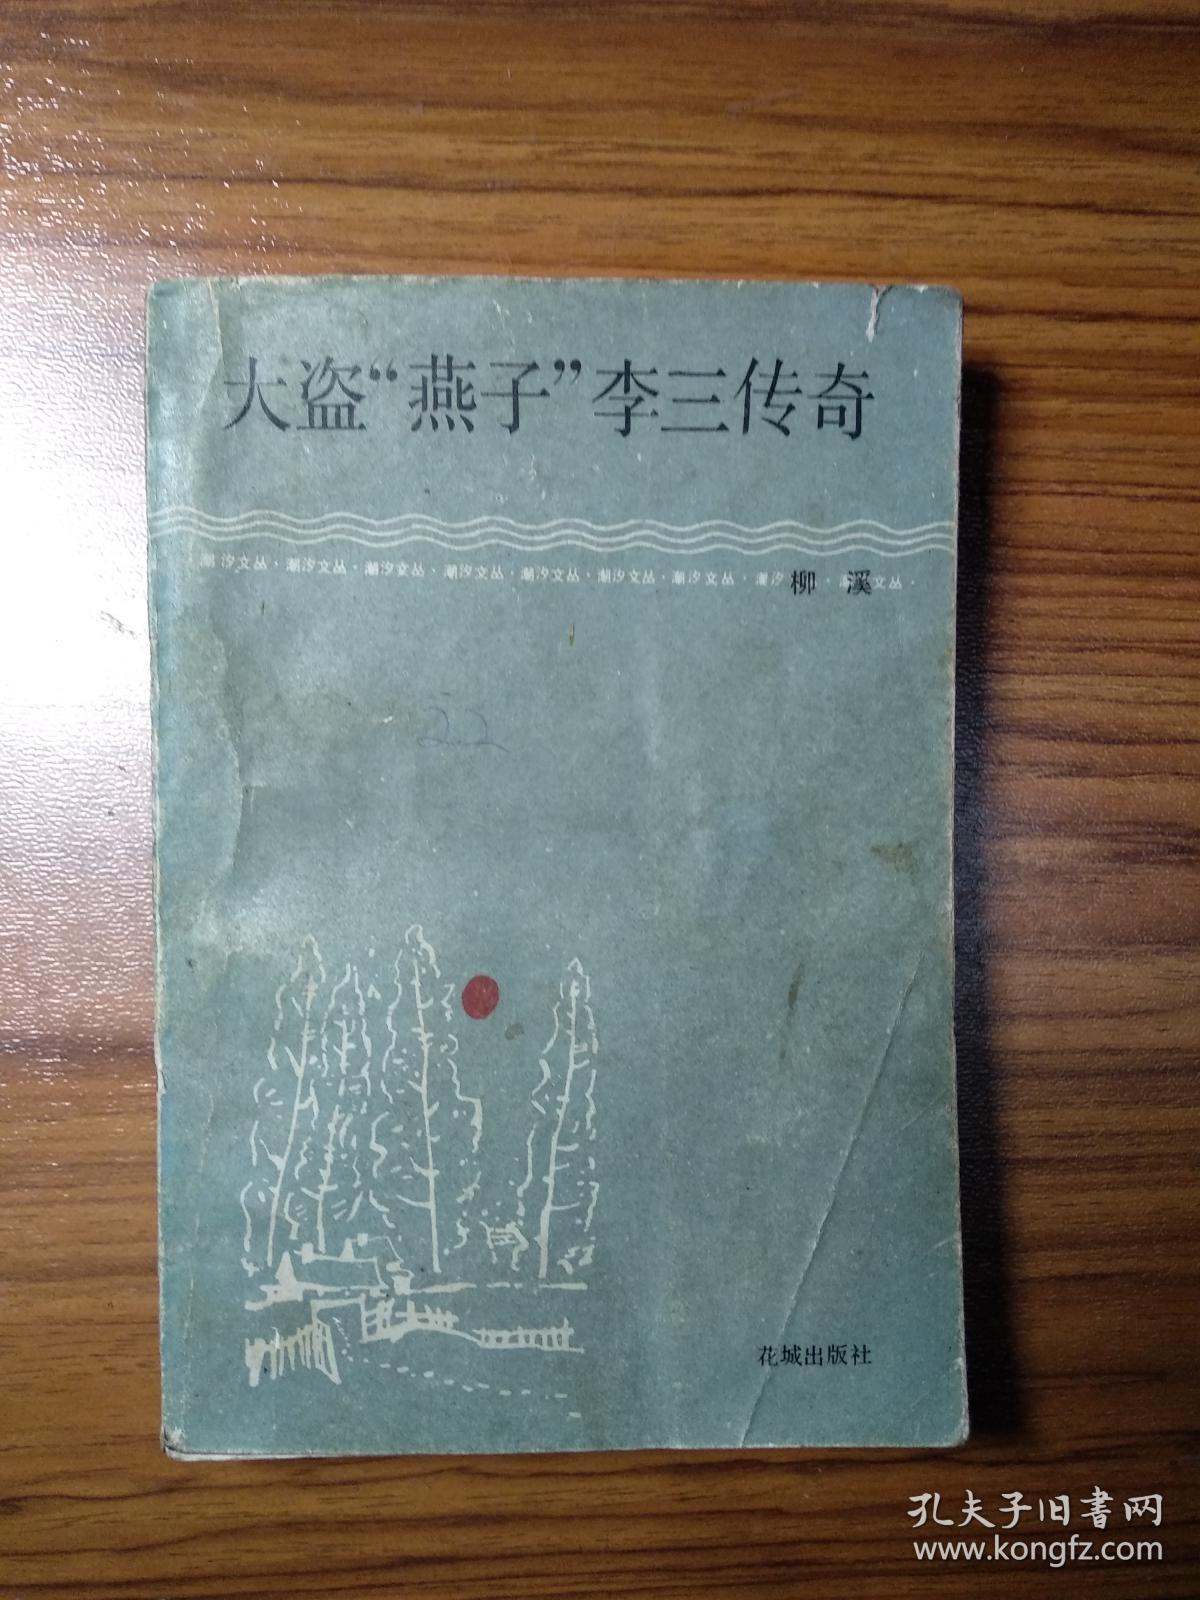 大盗“燕子”李三传奇
潮汐文丛·潮汐文丛·潮汐文丛·潮汐文丛·潮汐文丛·潮汐文丛·潮汐文丛·潮汐 文丛·
柳 溪
22
花城出版社
孔夫子旧書网
www.kongfz.com